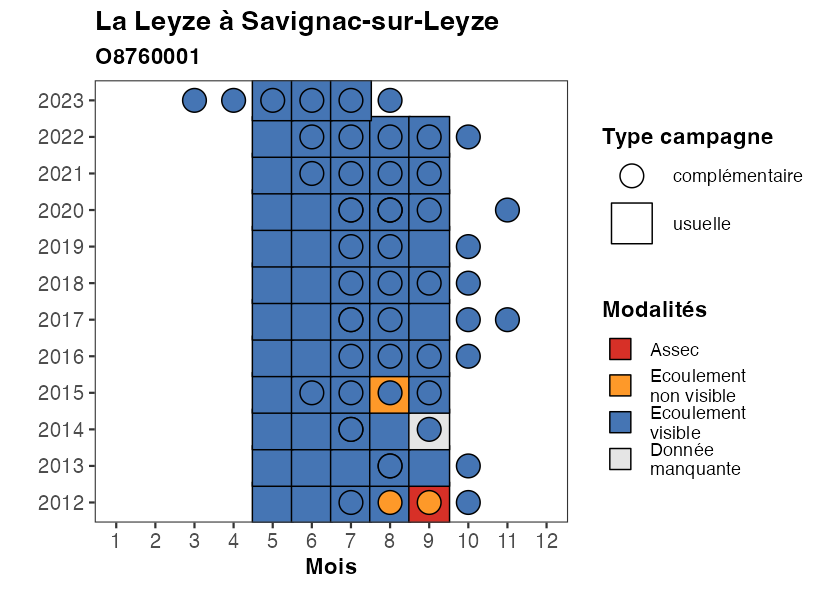 La Leyze à Savignac-sur-Leyze
O8760001
2023
2022
2021
2020
2019
2018
2017
2016
2015
2014
2013
2012
1 2 3 4 5 6 7 8 9 10 11 12
Mois
Type campagne
complémentaire
usuelle
Modalités
Assec
Ecoulement
non visible
Ecoulement
visible
Donnée
manquante